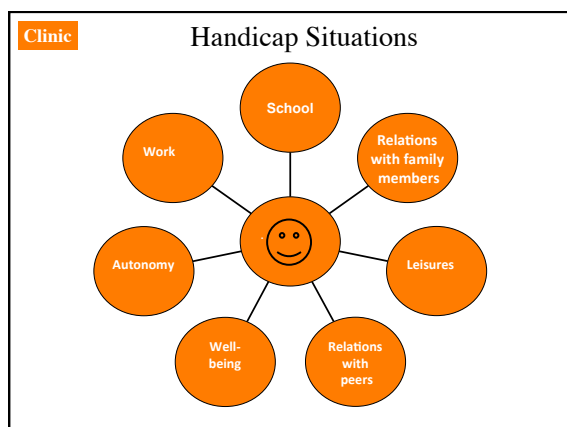 Clinic
Handicap Situations
School
Relations
with family
members
Work
Autonomy
Leisures
Well-
being
Relations
with
peers